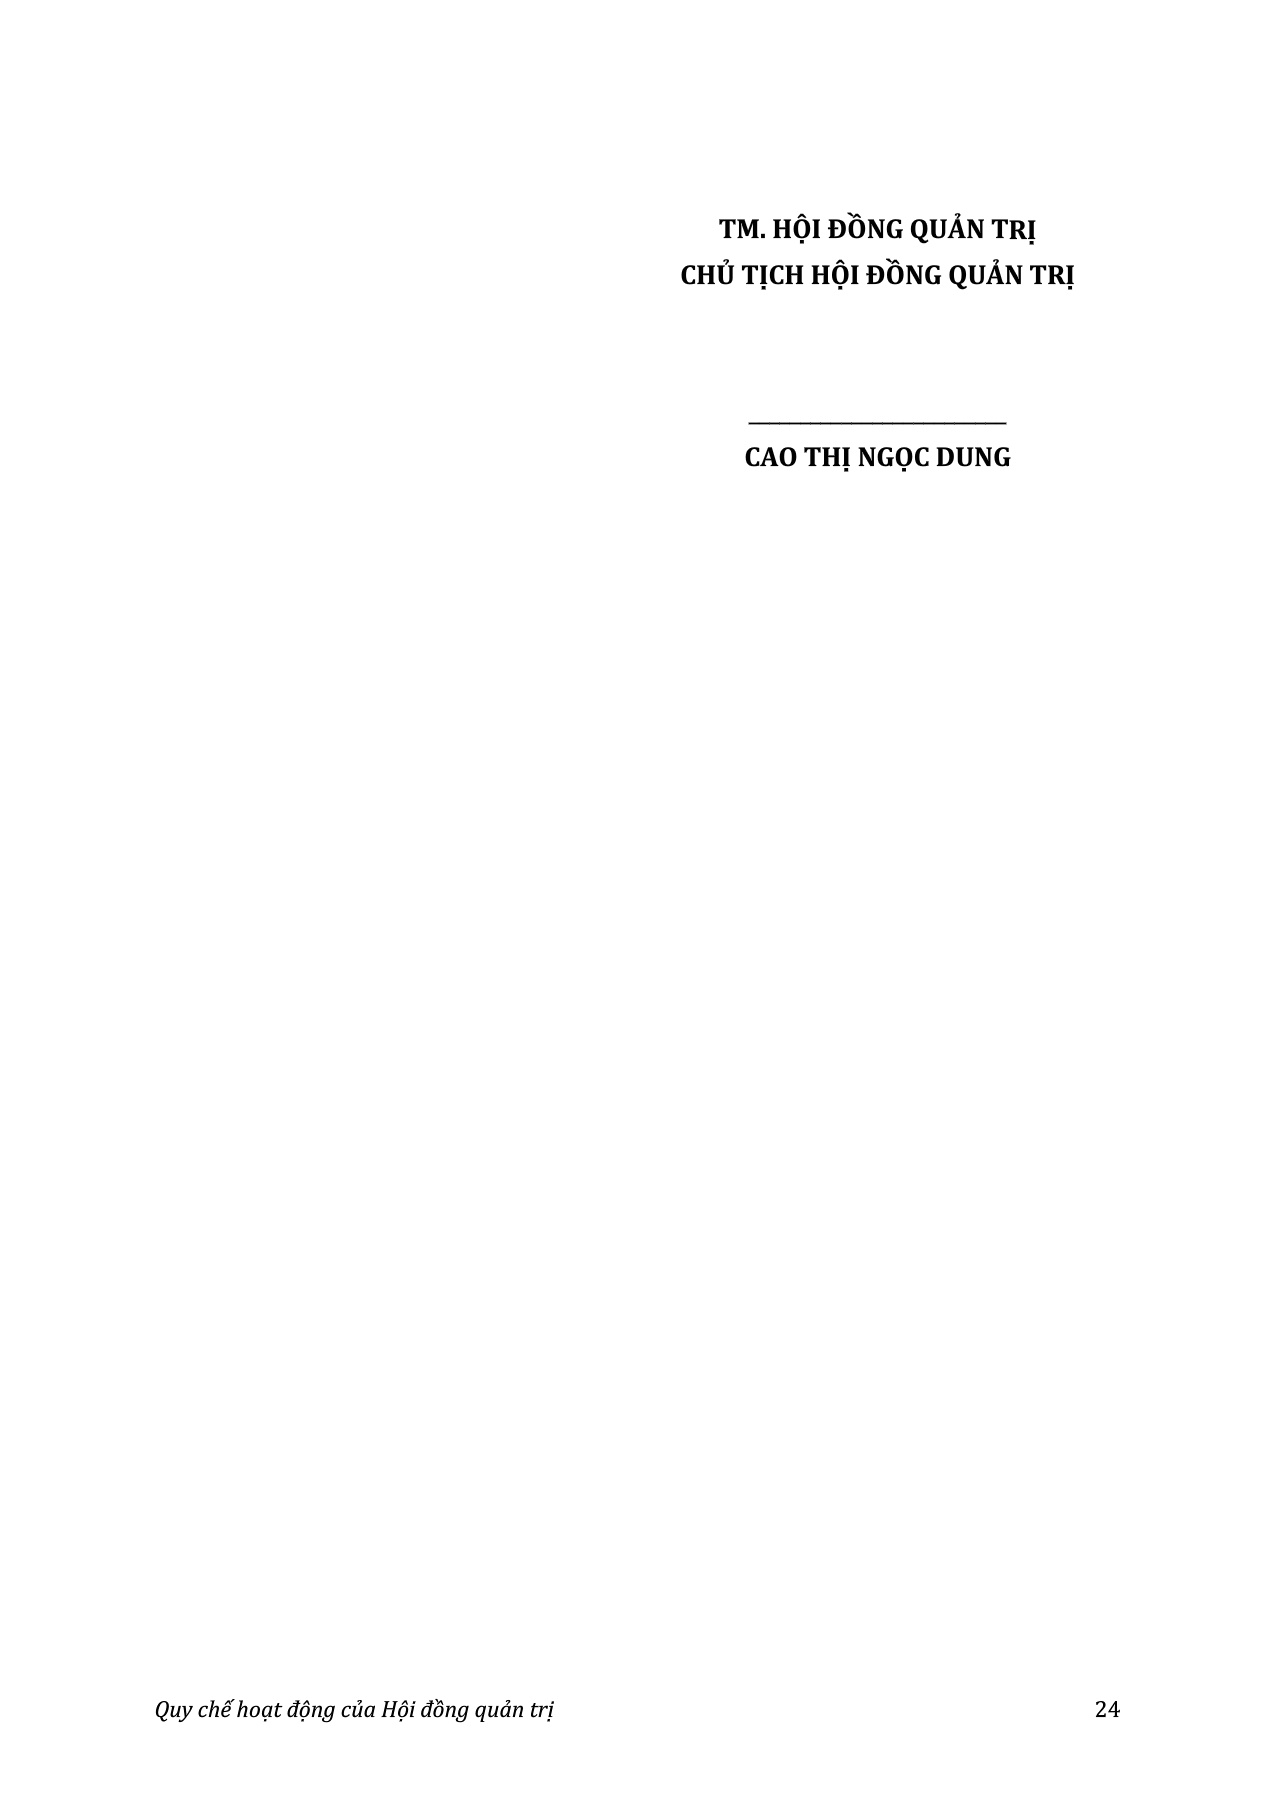 TM. HỘI ĐỒNG QUẢN TRỊ
CHỦ TỊCH HỘI ĐỒNG QUẢN TRỊ
_________________________
CAO THỊ NGỌC DUNG
Quy chế hoạt động của Hội đồng quản trị 24